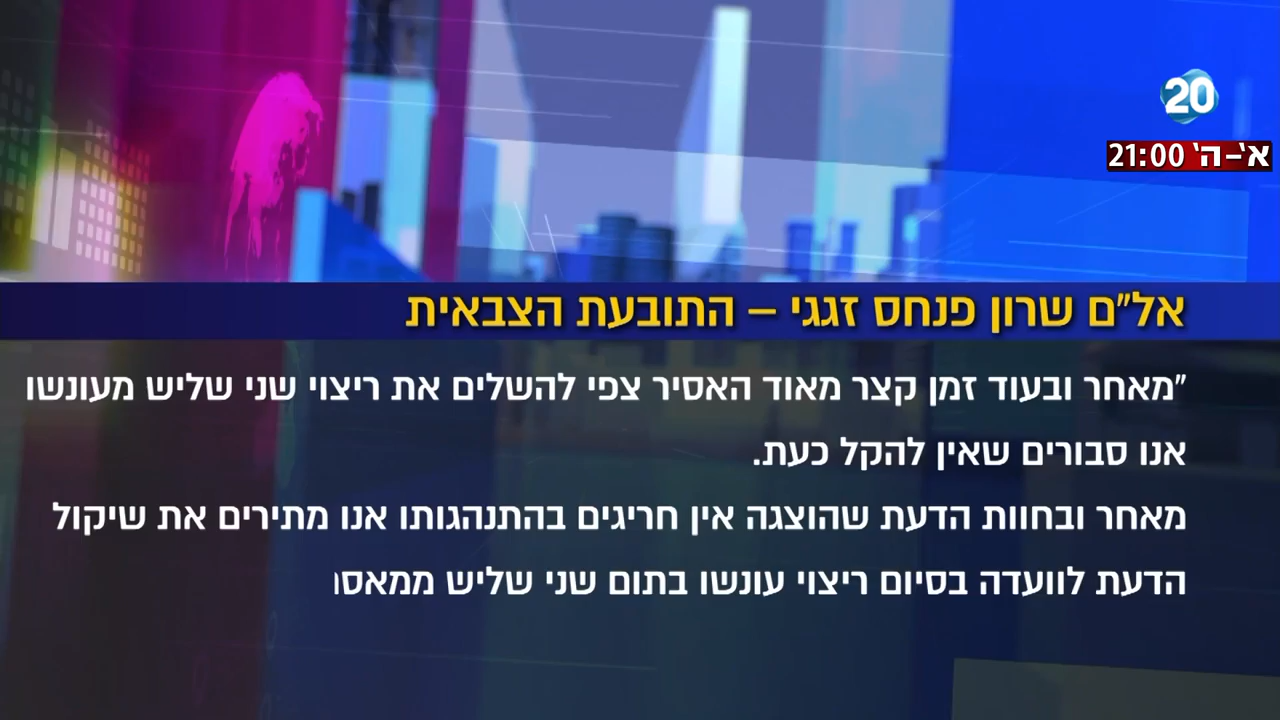 20
א'-ה' 21:00
אל"ם שרון פנחס זגגי – התובעת הצבאית
"מאחר ובעוד זמן קצר מאוד האסיר צפי להשלים את ריצוי שני שליש מעונשו
אנו סבורים שאין להקל כעת.
מאחר ובחוות הדעת שהוצגה אין חריגים בהתנהגותו אנו מתירים את שיקול
הדעת לוועדה בסיום ריצוי עונשו בתום שני שליש